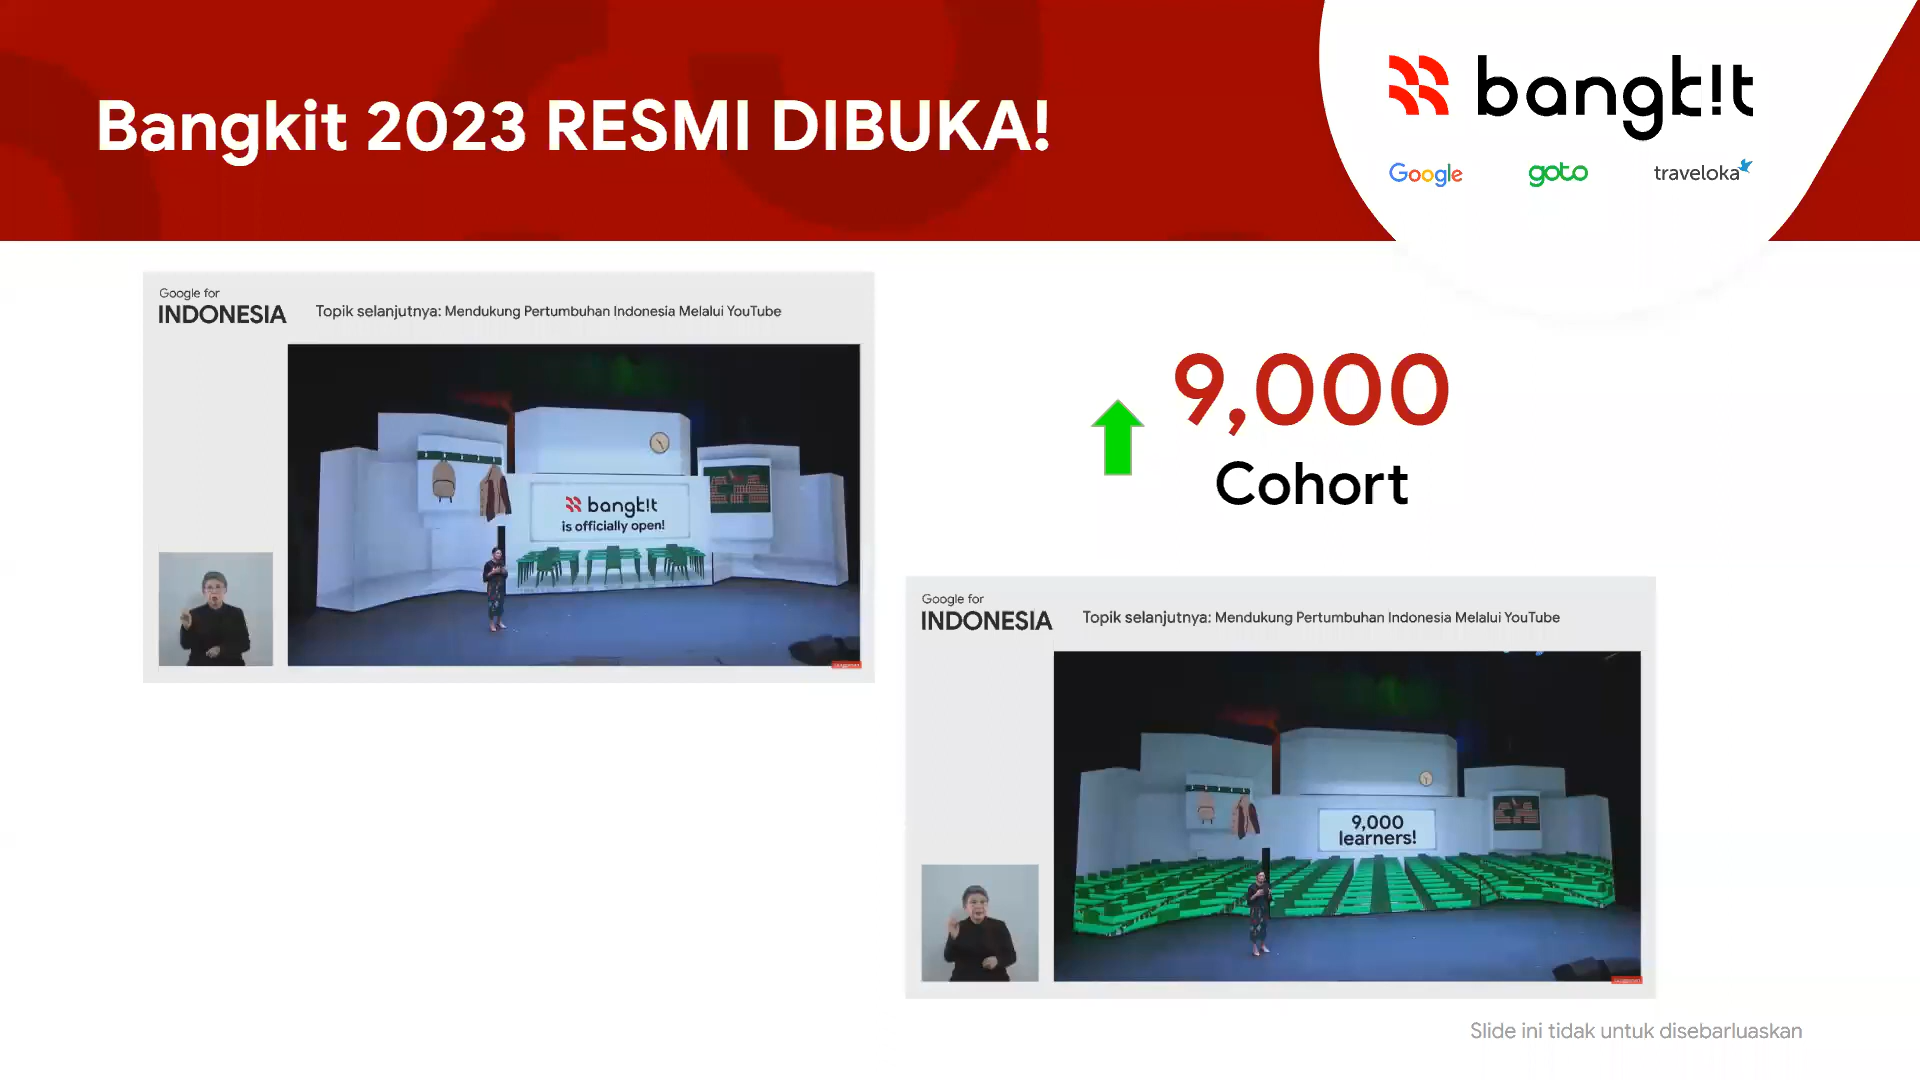 Bangkit 2023 RESMI DIBUKA!
bangk!t
Google goto traveloka
Google for
INDONESIA
Topik selanjutnya: Mendukung Pertumbuhan Indonesia Melalui YouTube
bangk!t
is officially open!
9,000
Cohort
Google for
INDONESIA
Topik selanjutnya: Mendukung Pertumbuhan Indonesia Melalui YouTube
9,000
learners!
Slide ini tidak untuk disebarluaskan